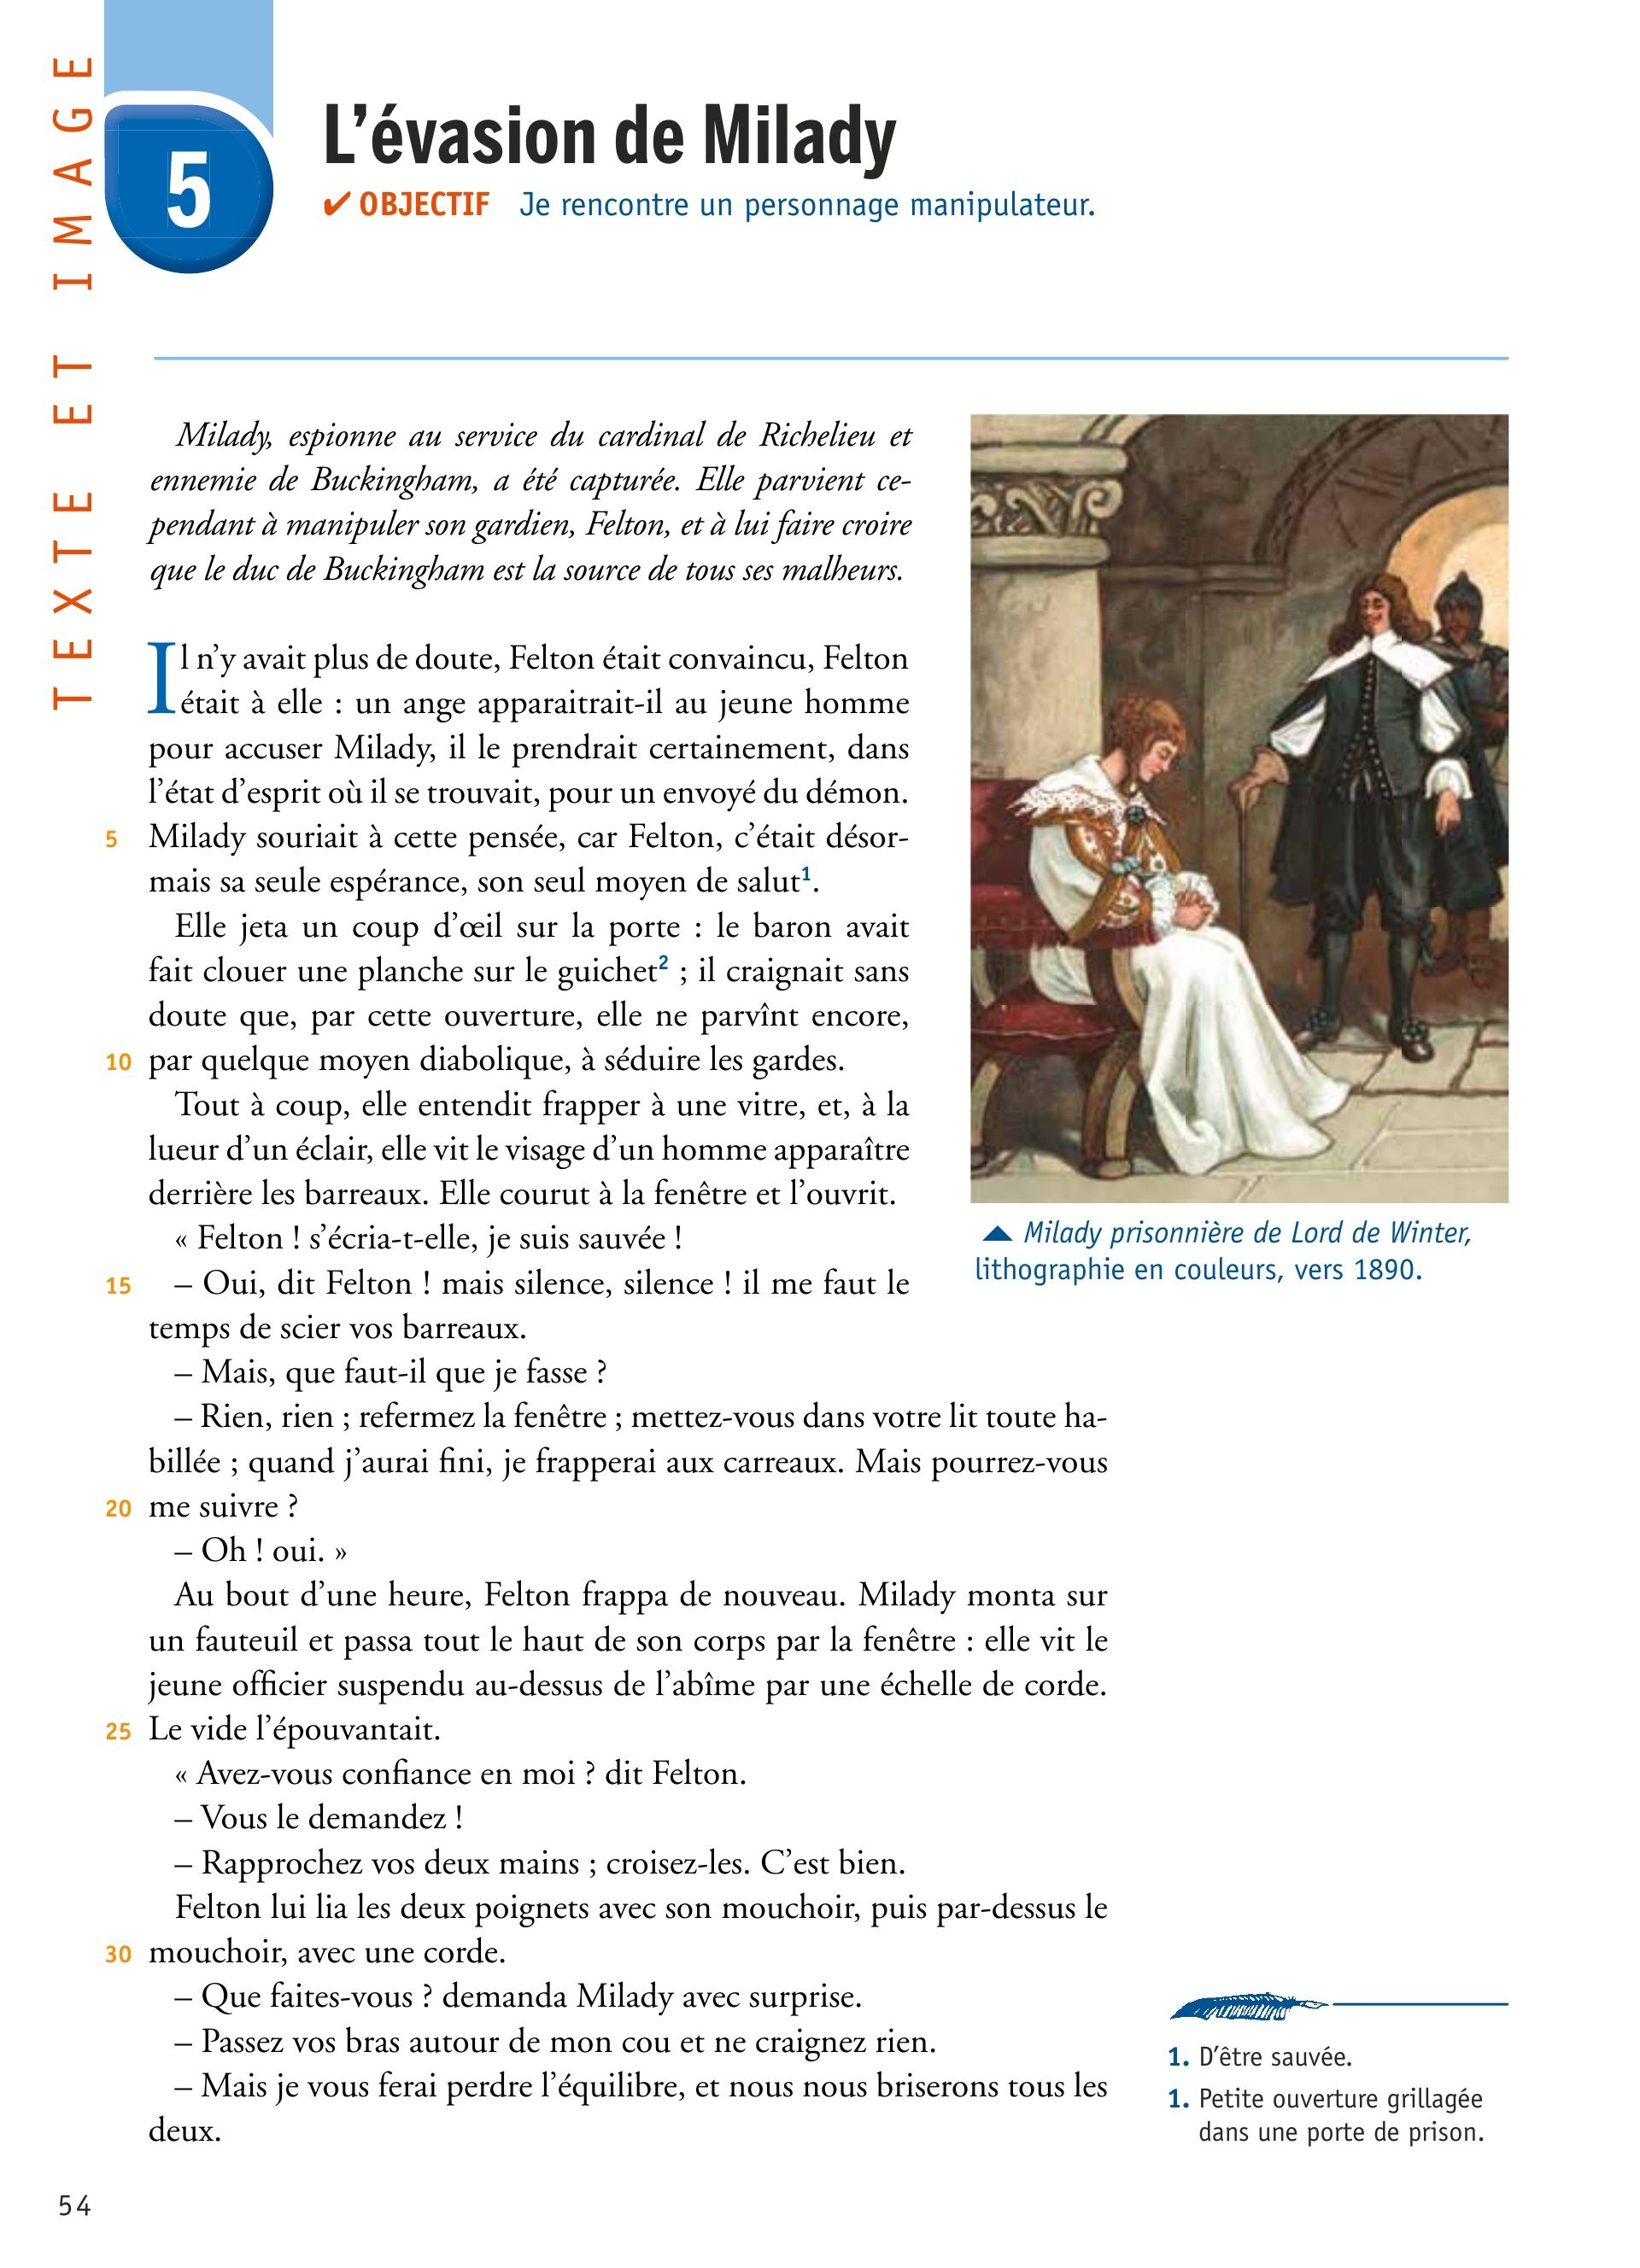 TEXTE ET IMAGE
5
L’évasion de Milady
✔ OBJECTIF Je rencontre un personnage manipulateur.
Milady, espionne au service du cardinal de Richelieu et
ennemie de Buckingham, a été capturée. Elle parvient ce-
pendant à manipuler son gardien, Felton, et à lui faire croire
que le duc de Buckingham est la source de tous ses malheurs.
Il n’y avait plus de doute, Felton était convaincu, Felton
était à elle : un ange apparaitrait-il au jeune homme
pour accuser Milady, il le prendrait certainement, dans
l’état d’esprit où il se trouvait, pour un envoyé du démon.
5 Milady souriait à cette pensée, car Felton, c’était désor-
mais sa seule espérance, son seul moyen de salut1.
Elle jeta un coup d’œil sur la porte : le baron avait
fait clouer une planche sur le guichet2 ; il craignait sans
doute que, par cette ouverture, elle ne parvînt encore,
10 par quelque moyen diabolique, à séduire les gardes.
Tout à coup, elle entendit frapper à une vitre, et, à la
lueur d’un éclair, elle vit le visage d’un homme apparaître
derrière les barreaux. Elle courut à la fenêtre et l’ouvrit.
« Felton ! s’écria-t-elle, je suis sauvée !
15 – Oui, dit Felton ! mais silence, silence ! il me faut le
temps de scier vos barreaux.
– Mais, que faut-il que je fasse ?
– Rien, rien ; refermez la fenêtre ; mettez-vous dans votre lit toute ha-
billée ; quand j’aurai fini, je frapperai aux carreaux. Mais pourrez-vous
20 me suivre ?
– Oh ! oui. »
Au bout d’une heure, Felton frappa de nouveau. Milady monta sur
un fauteuil et passa tout le haut de son corps par la fenêtre : elle vit le
jeune officier suspendu au-dessus de l’abîme par une échelle de corde.
25 Le vide l’épouvantait.
« Avez-vous confiance en moi ? dit Felton.
– Vous le demandez !
– Rapprochez vos deux mains ; croisez-les. C’est bien.
Felton lui lia les deux poignets avec son mouchoir, puis par-dessus le
30 mouchoir, avec une corde.
– Que faites-vous ? demanda Milady avec surprise.
– Passez vos bras autour de mon cou et ne craignez rien.
– Mais je vous ferai perdre l’équilibre, et nous nous briserons tous les
deux.
▲ Milady prisonnière de Lord de Winter,
lithographie en couleurs, vers 1890.
1. D’être sauvée.
1. Petite ouverture grillagée
dans une porte de prison.
54